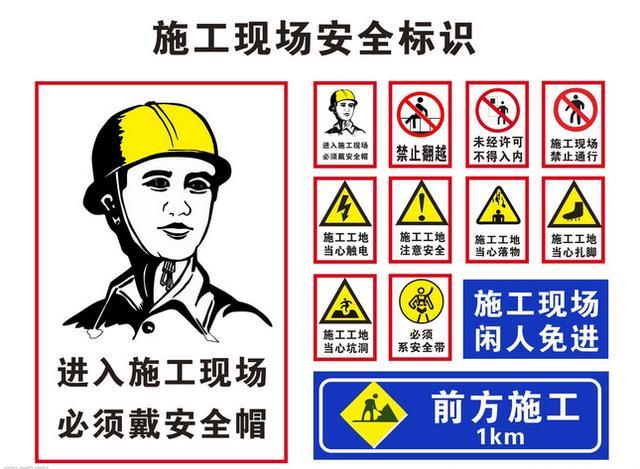 施工现场安全标识
进入施工现场
必须戴安全帽
进入施工现场
必须戴安全帽
禁止翻越
未经许可
不得入内
施工现场
禁止通行
施工工地
当心触电
施工工地
注意安全
施工工地
当心落物
施工工地
当心扎脚
施工工地
当心坑洞
必须
系安全带
施工现场
闲人免进
前方施工
1km